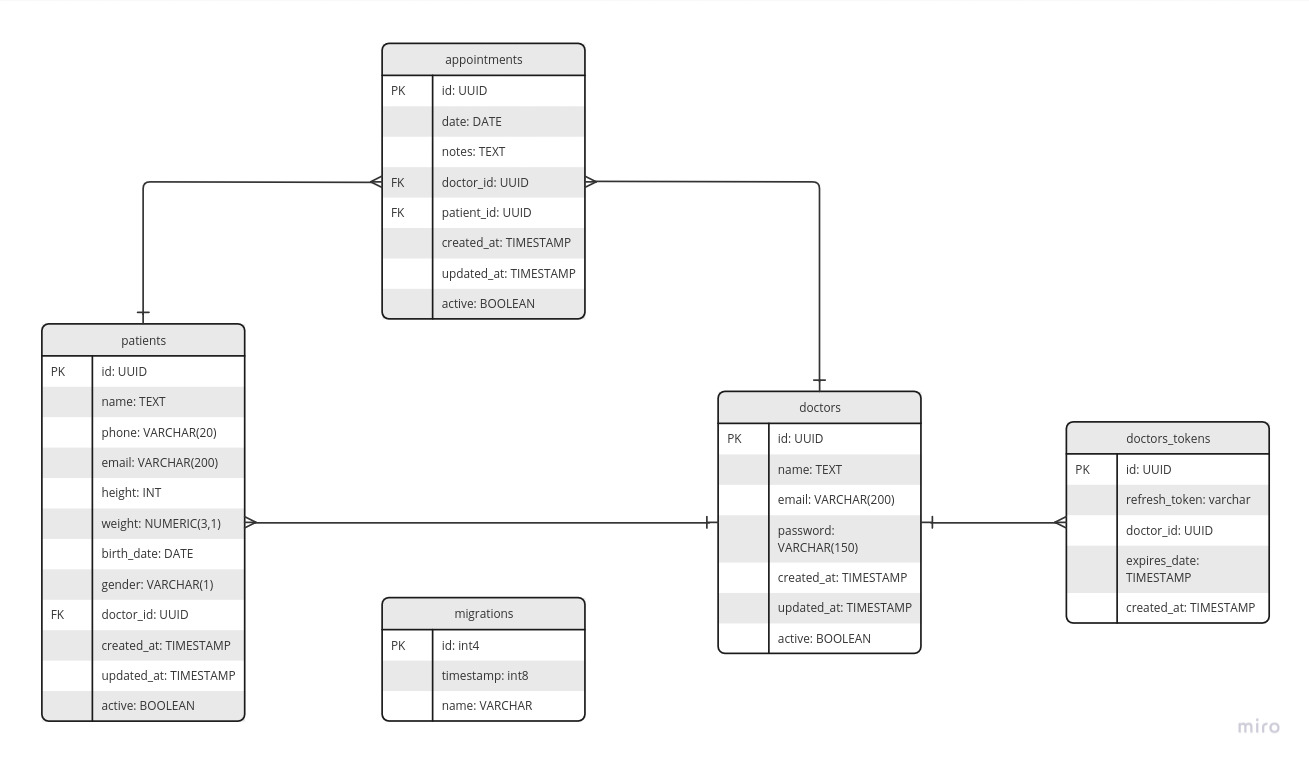 appointments
PK id: UUID
date: DATE
notes: TEXT
FK doctor_id: UUID
FK patient_id: UUID
created_at: TIMESTAMP
updated_at: TIMESTAMP
active: BOOLEAN
patients
PK id: UUID
name: TEXT
phone: VARCHAR(20)
email: VARCHAR(200)
height: INT
weight: NUMERIC(3,1)
birth_date: DATE
gender: VARCHAR(1)
FK doctor_id: UUID
created_at: TIMESTAMP
updated_at: TIMESTAMP
active: BOOLEAN
migrations
PK id: int4
timestamp: int8
name: VARCHAR
doctors
PK id: UUID
name: TEXT
email: VARCHAR(200)
password:
VARCHAR(150)
created_at: TIMESTAMP
updated_at: TIMESTAMP
active: BOOLEAN
doctors_tokens
PK id: UUID
refresh_token: varchar
doctor_id: UUID
expires_date:
TIMESTAMP
created_at: TIMESTAMP
miro